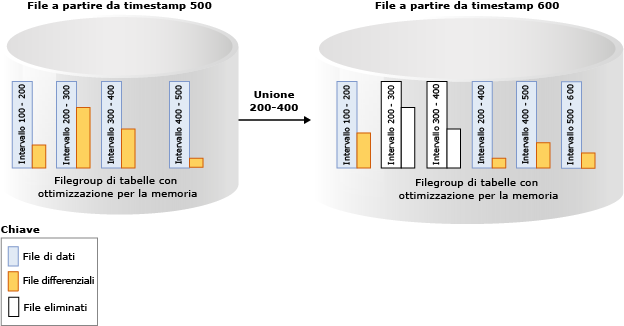 File a partire da timestamp 500
File a partire da timestamp 600
Intervallo 100 - 200
Intervallo 200 - 300
Intervallo 300 - 400
Intervallo 400 - 500
Filegroup di tabelle con
ottimizzazione per la memoria
Unione
200-400
Intervallo 100 - 200
Intervallo 200 - 300
Intervallo 300 - 400
Intervallo 200 - 400
Intervallo 400 - 500
Intervallo 500 - 600
Filegroup di tabelle con
ottimizzazione per la memoria
Chiave
File di dati
File differenziali
File eliminati